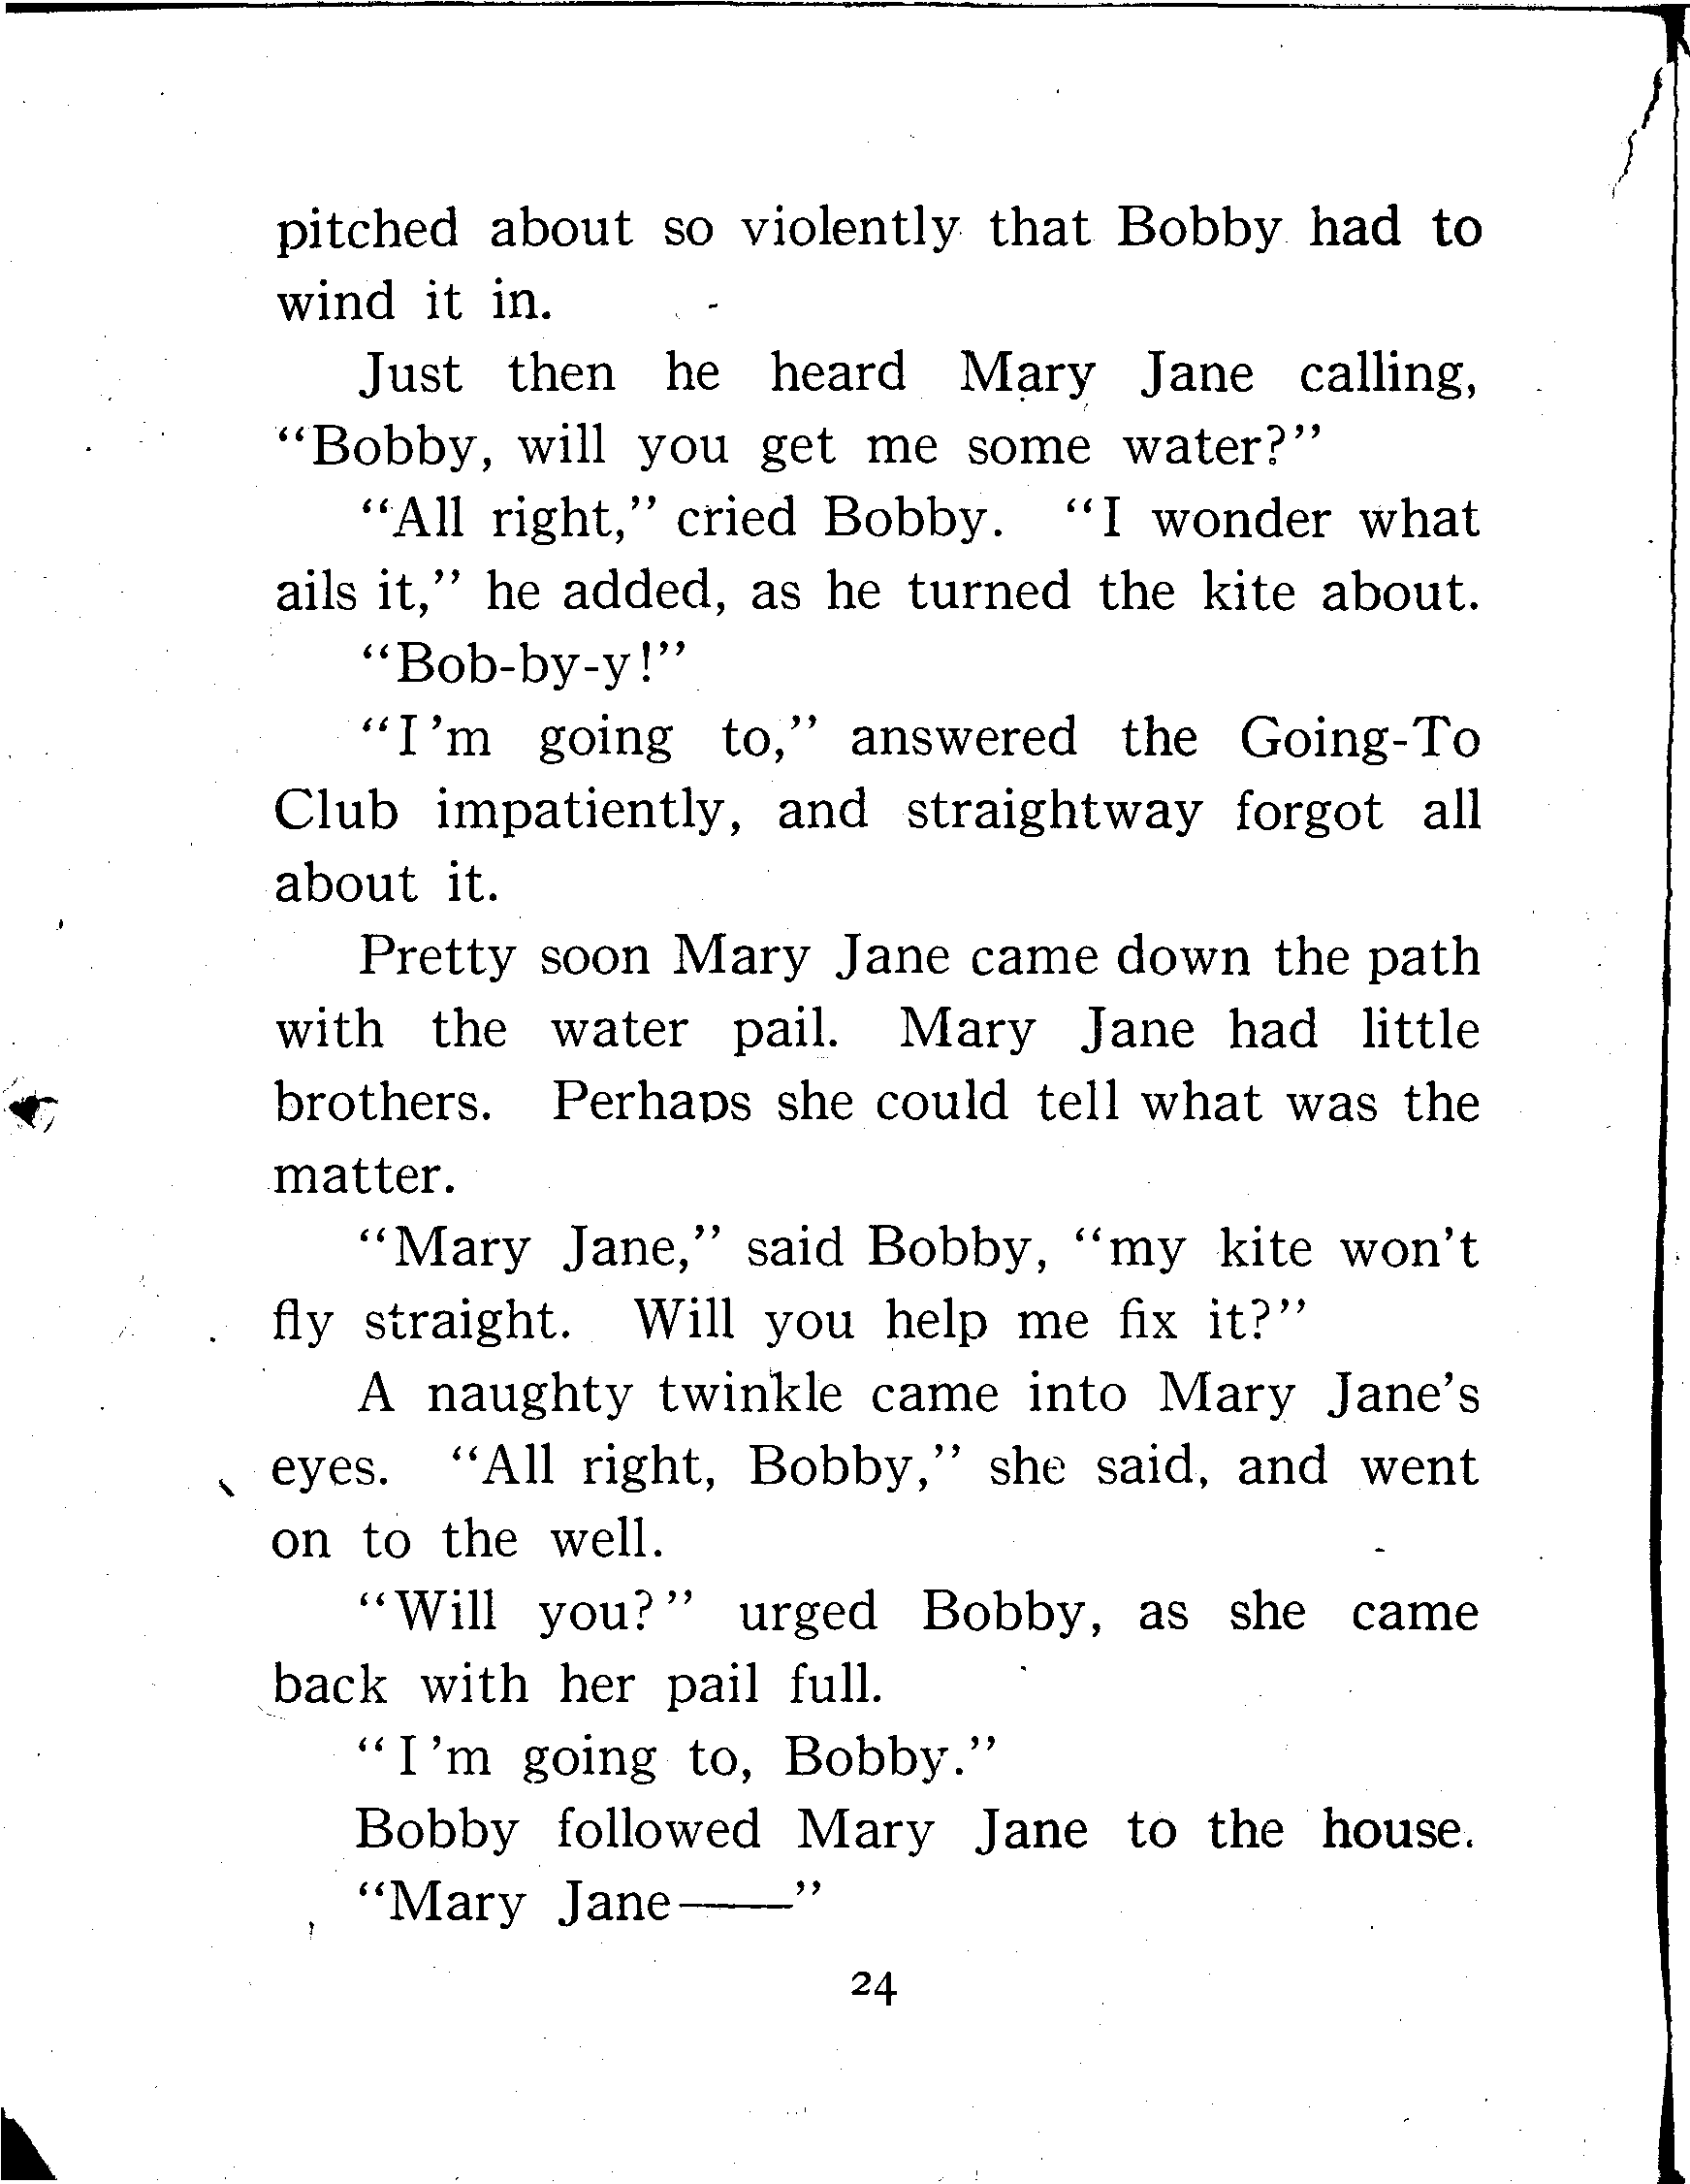 pitched about so violently that Bobby had to
wind it in.
Just then he heard Mary Jane calling,
“Bobby, will you get me some water?”
“All right,” cried Bobby. “I wonder what
ails it,” he added, as he turned the kite about.
“Bob-by-y!”
“I'm going to,” answered the Going-To
Club impatiently, and straightway forgot all
about it.
Pretty soon Mary Jane came down the path
with the water pail. Mary Jane had little
brothers. Perhaps she could tell what was the
matter.
“Mary Jane,” said Bobby, “my kite won't
fly straight. Will you help me fix it?”
A naughty twinkle came into Mary Jane's
eyes. “All right, Bobby,” she said, and went
on to the well.
“Will you?” urged Bobby, as she came
back with her pail full.
“I'm going to, Bobby.”
Bobby followed Mary Jane to the house.
“Mary Jane——”
24